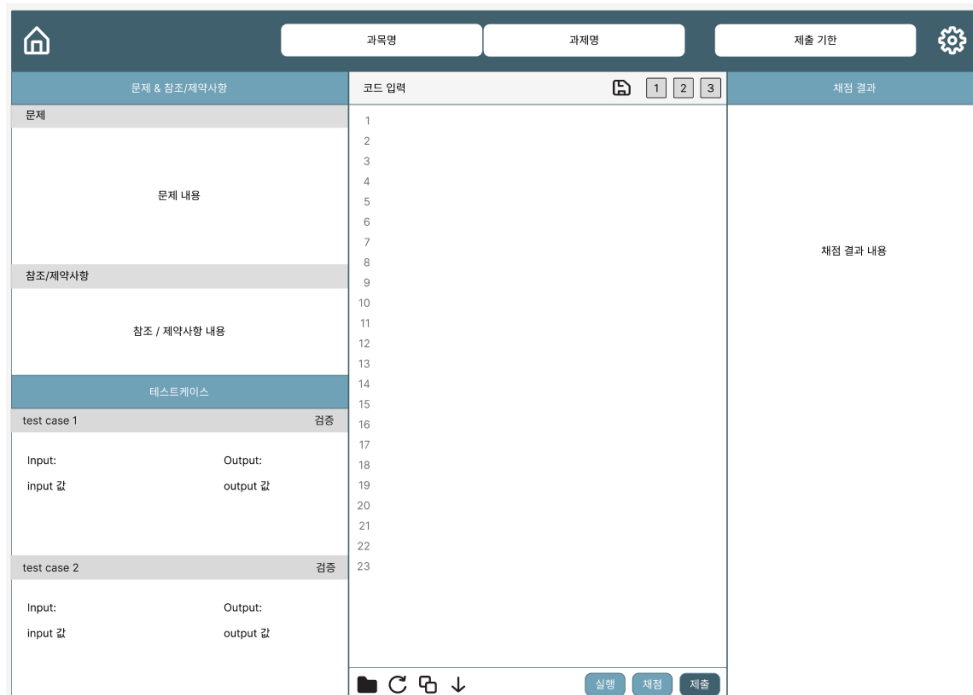 과목명
과제명
제출 기한
문제 & 참조/제약사항
문제
문제 내용
참조/제약사항
참조 / 제약사항 내용
테스트케이스
test case 1 검증
Input: Output:
input 값 output 값
test case 2 검증
Input: Output:
input 값 output 값
코드 입력
1 2 3
1
2
3
4
5
6
7
8
9
10
11
12
13
14
15
16
17
18
19
20
21
22
23
실행 채점 제출
채점 결과
채점 결과 내용